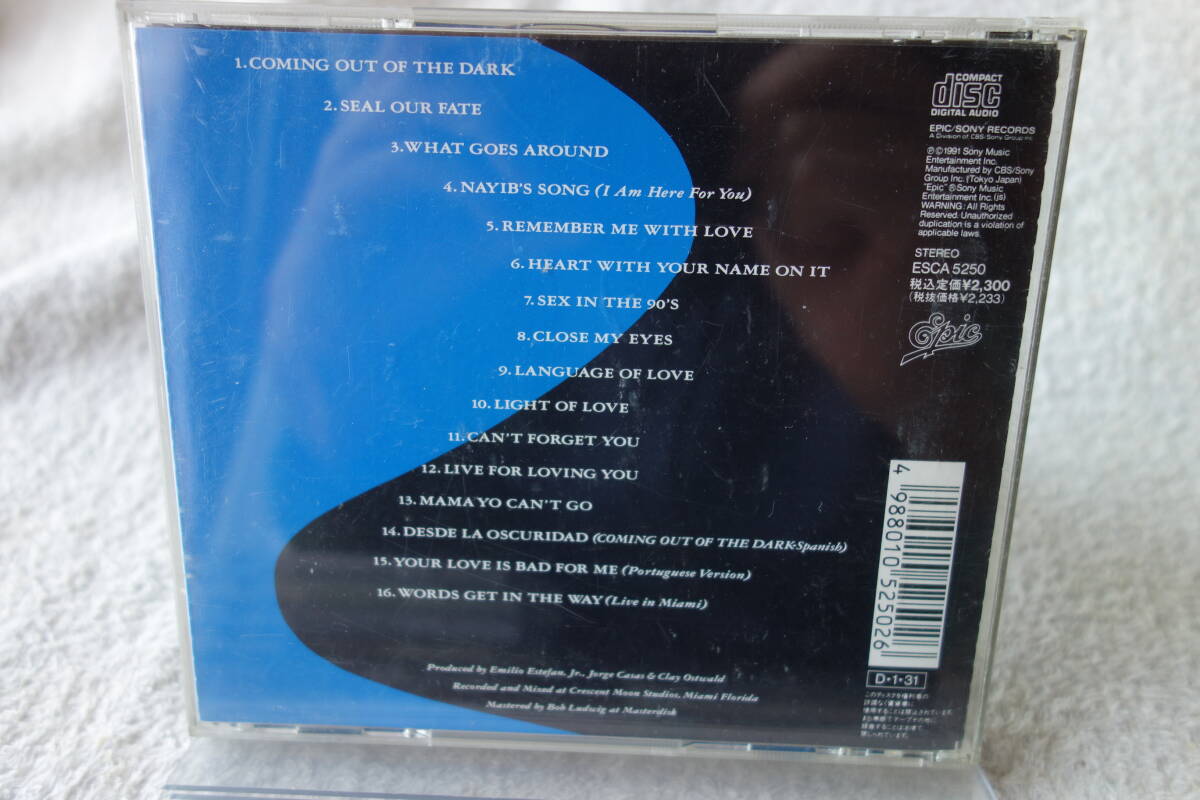 1. COMING OUT OF THE DARK
2. SEAL OUR FATE
3. WHAT GOES AROUND
4. NAYIB'S SONG (I Am Here For You)
5. REMEMBER ME WITH LOVE
6. HEART WITH YOUR NAME ON IT
7. SEX IN THE 90'S
8. CLOSE MY EYES
9. LANGUAGE OF LOVE
10. LIGHT OF LOVE
11. CAN'T FORGET YOU
12. LIVE FOR LOVING YOU
13. MAMA YO CAN'T GO
14. DESDE LA OSCURIDAD (COMING OUT OF THE DARK-Spanish)
15. YOUR LOVE IS BAD FOR ME (Portuguese Version)
16. WORDS GET IN THE WAY (Live in Miami)
Produced by Emilio Estefan, Jr., Jorge Casas & Clay Ostwald
Recorded and Mixed at Crescent Moon Studios, Miami Florida
Mastered by Bob Ludwig at Masterdisk
COMPACT
disc
DIGITAL AUDIO
EPIC/SONY RECORDS
A Division of CBS/Sony Group Inc.
℗©1991 Sony Music
Entertainment Inc.
Manufactured by CBS/Sony
Group Inc. (Tokyo Japan)
"Epic" ®Sony Music
Entertainment Inc. (js)
WARNING: All Rights
Reserved. Unauthorized
duplication is a violation of
applicable laws.
STEREO
ESCA 5250
税込定価¥2,300
(税抜価格¥2,233)
Epic
4 988010 525026
D・1・31